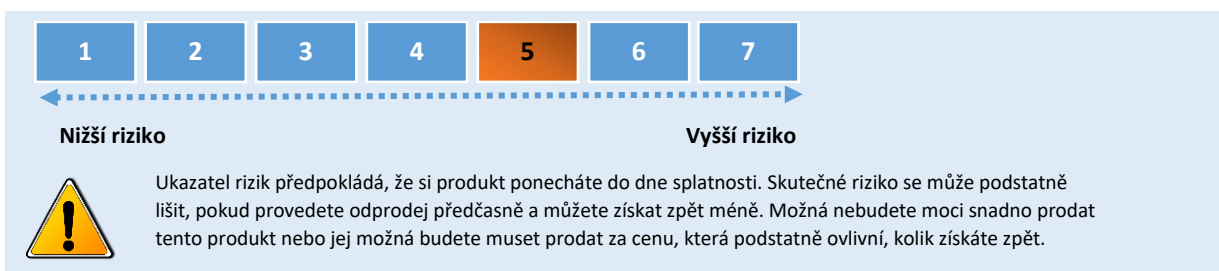 1 2 3 4 5 6 7
Nižší riziko Vyšší riziko
Ukazatel rizik předpokládá, že si produkt ponecháte do dne splatnosti. Skutečné riziko se může podstatně
lišit, pokud provedete odprodej předčasně a můžete získat zpět méně. Možná nebudete moci snadno prodat
tento produkt nebo jej možná budete muset prodat za cenu, která podstatně ovlivní, kolik získáte zpět.